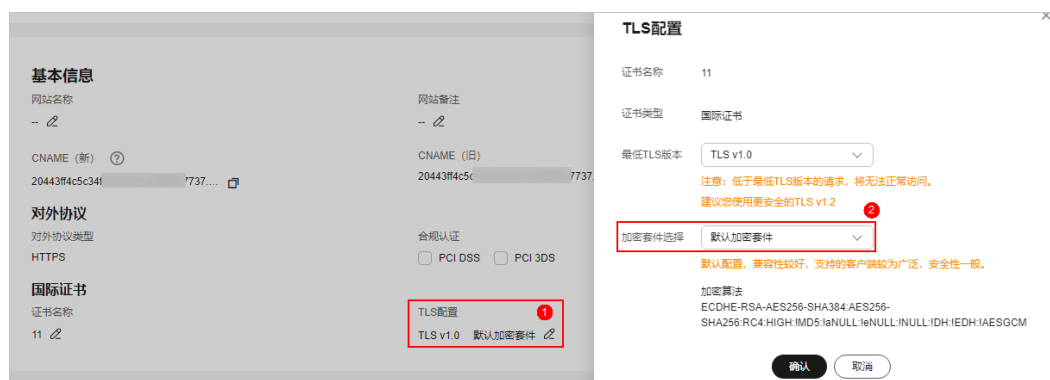 基本信息
网站名称
网站备注
--
--
CNAME（新） ?
CNAME（旧）
20443ff4c5c34f 7737....
20443ff4c5 7737.
对外协议
对外协议类型
合规认证
HTTPS
PCI DSS PCI 3DS
国际证书
证书名称
TLS配置 1
11
TLS v1.0 默认加密套件
TLS配置
证书名称 11
证书类型 国际证书
最低TLS版本 TLS v1.0
注意：低于最低TLS版本的请求，将无法正常访问。
建议您使用更安全的TLS v1.2
2
加密套件选择 默认加密套件
默认配置，兼容性较好，支持的客户端较为广泛，安全性一般。
加密算法
ECDHE-RSA-AES256-SHA384:AES256-
SHA256:RC4:HIGH:!MD5:!aNULL:!eNULL:!NULL:!DH:!EDH:!AESGCM
确认 取消